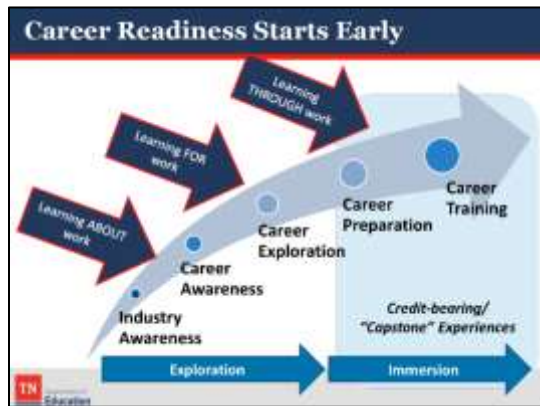 Career Readiness Starts Early
Learning
THROUGH work
Learning FOR
work
Learning ABOUT
work
Career
Training
Career
Preparation
Career
Exploration
Career
Awareness
Industry
Awareness
Credit-bearing/
"Capstone" Experiences
Exploration
Immersion
TN
Education